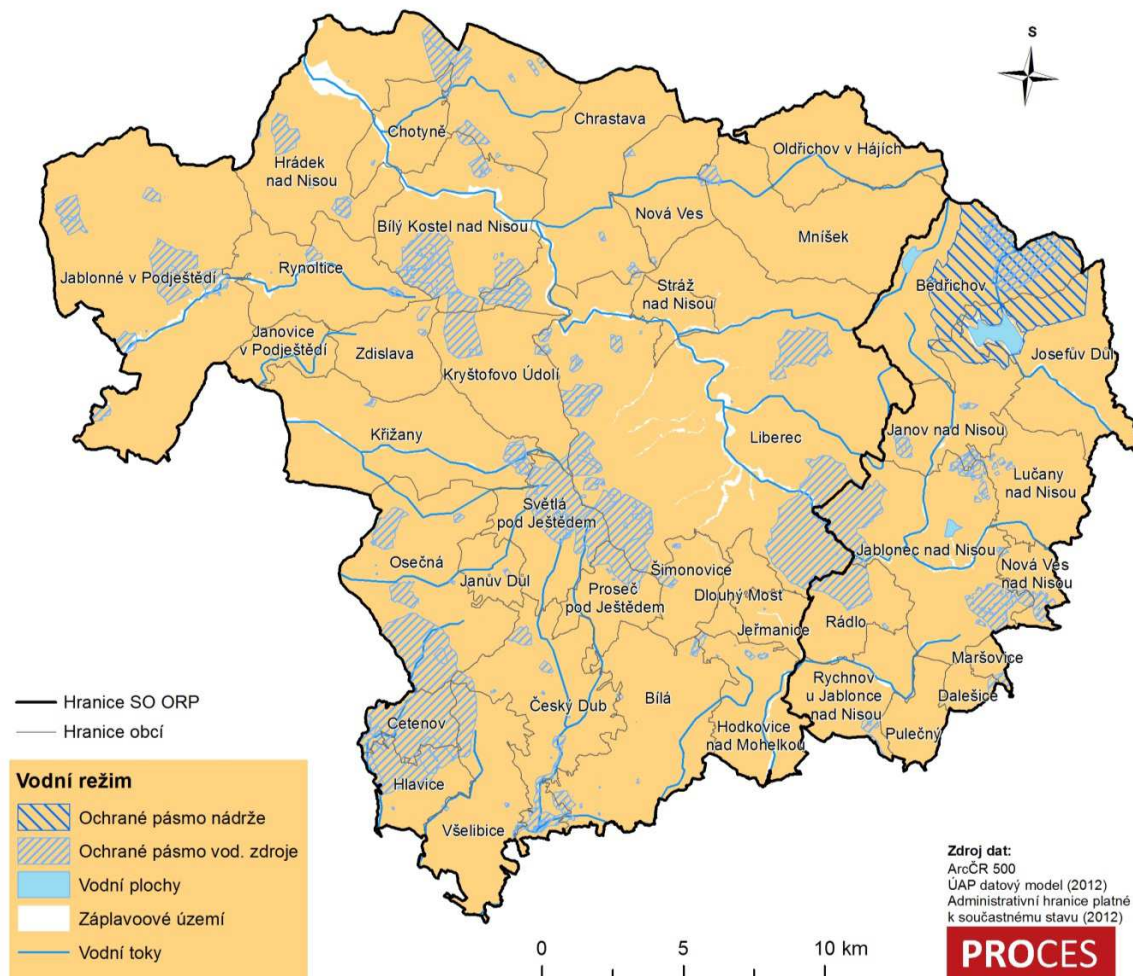 S
Chrastava
Chotyně
Oldřichov v Hájích
Hrádek
nad Nisou
Nová Ves
Bílý Kostel nad Nisou
Mníšek
Jablonné v Podještědí
Rynoltice
Stráž
nad Nisou
Bedřichov
Janovice
v Podještědí
Zdislava
Kryštofovo Údolí
Josefův Důl
Křižany
Liberec
Janov nad Nisou
Lučany
nad Nisou
Světlá
pod Ještědem
Jablonec nad Nisou
Osečná
Janův Důl
Šimonovice
Nová Ves
nad Nisou
Proseč
pod Ještědem
Dlouhý Most
Jeřmanice
Rádlo
Maršovice
Rychnov
u Jablonce
nad Nisou
Dalešice
Český Dub
Bílá
Cetenov
Hodkovice
nad Mohelkou
Pulečný
Hlavice
Všelibice
Hranice SO ORP
Hranice obcí
Vodní režim
Ochrané pásmo nádrže
Ochrané pásmo vod. zdroje
Vodní plochy
Záplavoové území
Vodní toky
0 5 10 km
Zdroj dat:
ArcČR 500
ÚAP datový model (2012)
Administrativní hranice platné
k součastnému stavu (2012)
PROCES